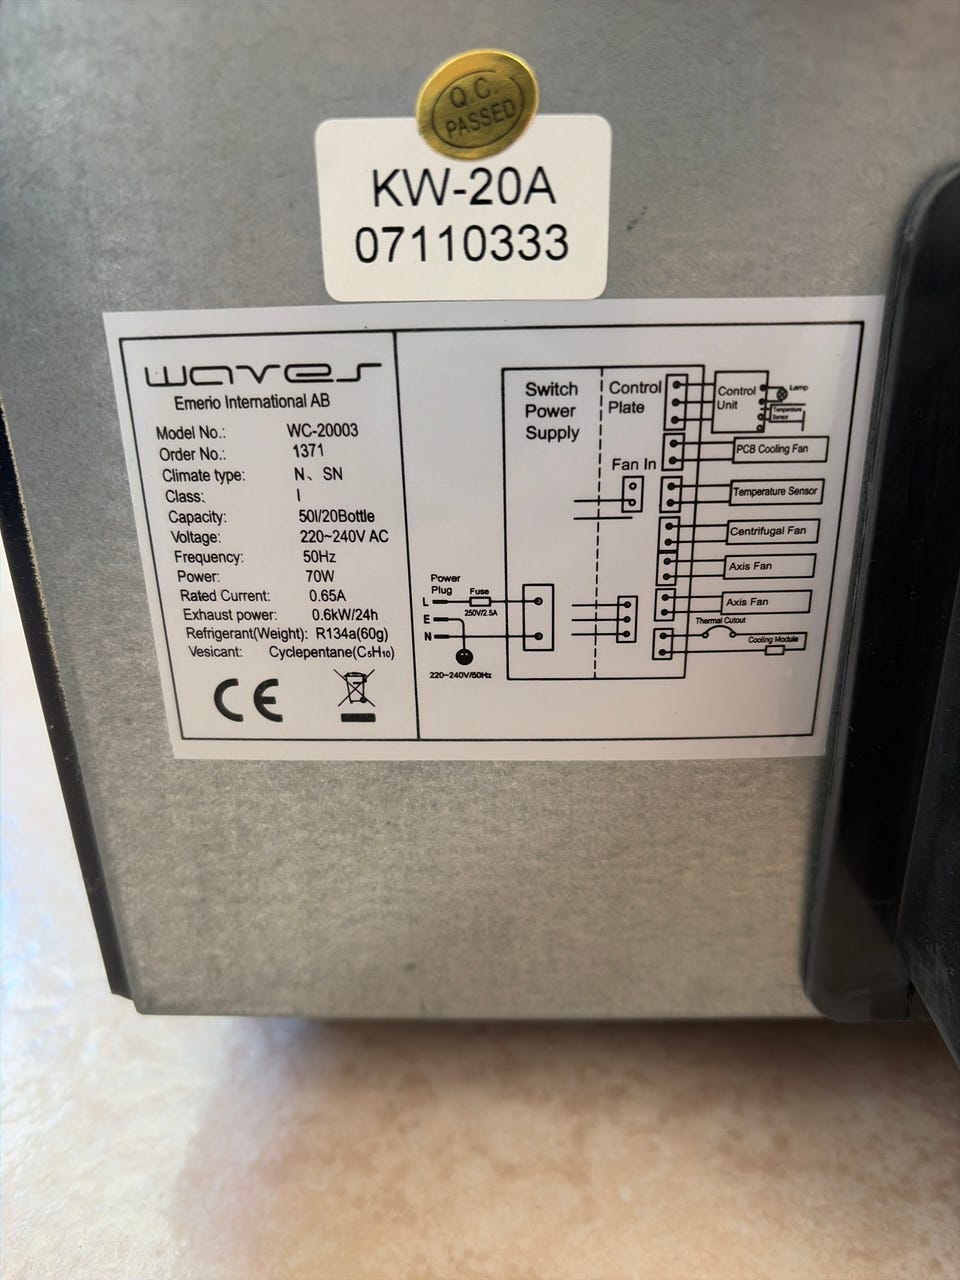 Q.C.
PASSED
KW-20A
07110333
waves
Emerio International AB
Model No.: WC-20003
Order No.: 1371
Climate type: N、SN
Class: I
Capacity: 50l/20Bottle
Voltage: 220~240V AC
Frequency: 50Hz
Power: 70W
Rated Current: 0.65A
Exhaust power: 0.6kW/24h
Refrigerant(Weight): R134a(60g)
Vesicant: Cyclepentane(C₅H₁₀)
CE
Switch
Power
Supply
Control
Plate
Fan In
Control
Unit
Lamp
Temperature
Sensor
PCB Cooling Fan
Temperature Sensor
Centrifugal Fan
Axis Fan
Axis Fan
Thermal Cutout
Cooling Module
Power
Plug
Fuse
L
250V/2.5A
E
N
220~240V/50Hz